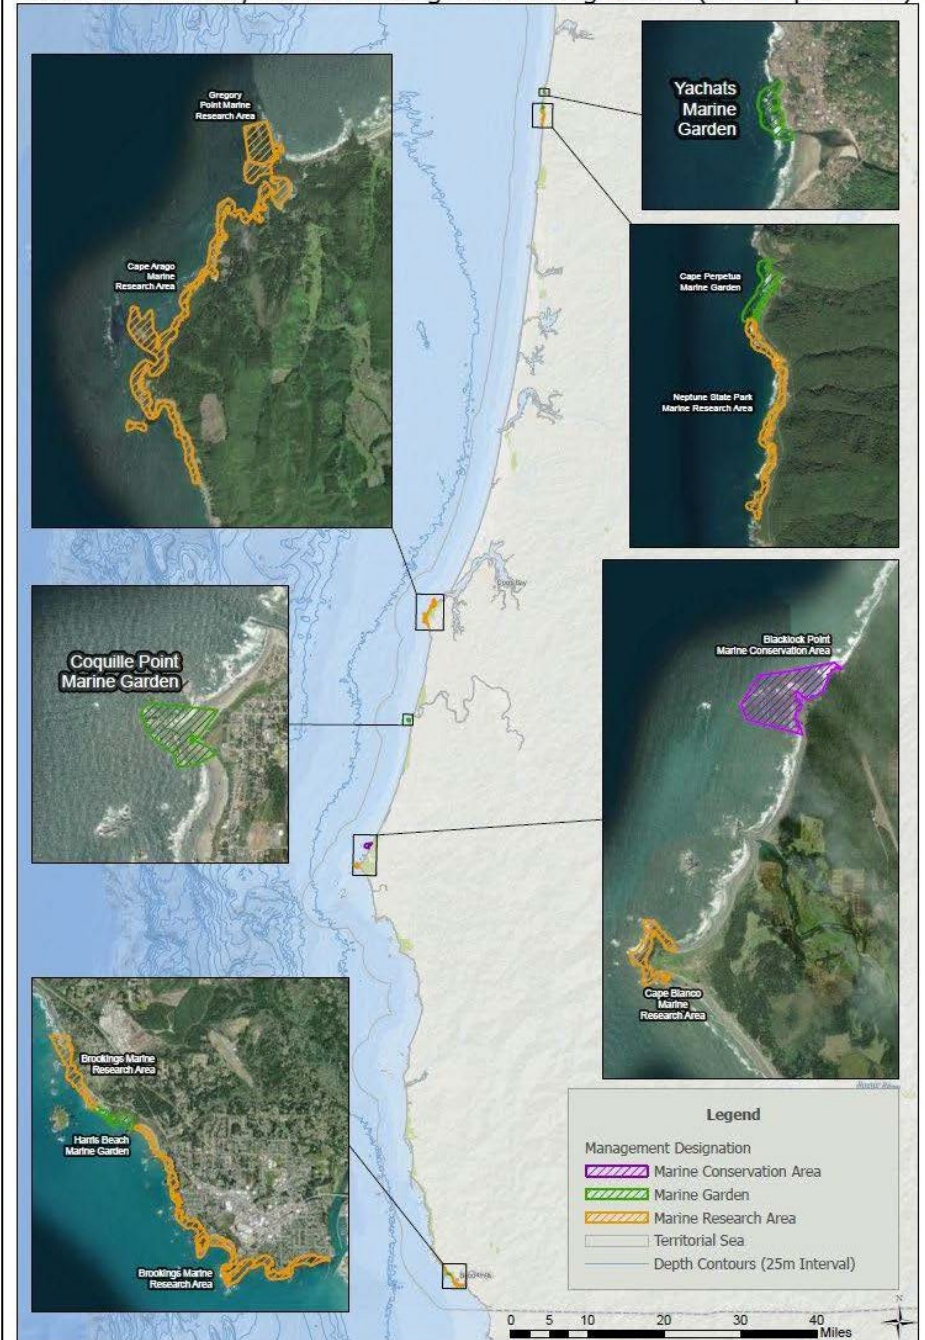 Gregory
Point Marine
Research Area
Cape Arago
Marine
Research Area
Yachats
Marine
Garden
Cape Perpetua
Marine Garden
Neptune State Park
Marine Research Area
Coquille Point
Marine Garden
Blacklock Point
Marine Conservation Area
Cape Blanco
Marine
Research Area
Brookings Marine
Research Area
Harris Beach
Marine Garden
Brookings Marine
Research Area
Legend
Management Designation
Marine Conservation Area
Marine Garden
Marine Research Area
Territorial Sea
Depth Contours (25m Interval)
N
0 5 10 20 30 40
Miles